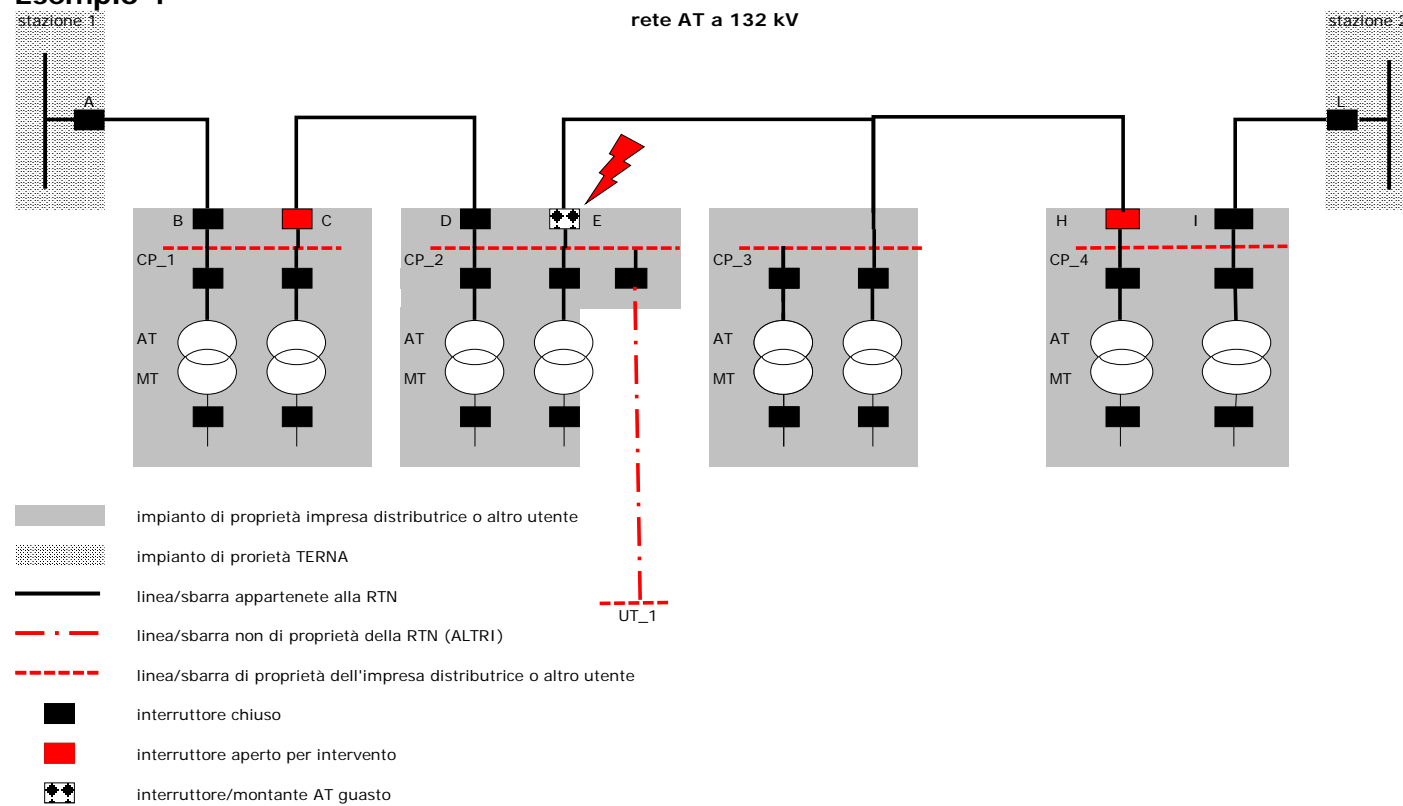 stazione 1
rete AT a 132 kV
stazione
A
L
B
C
D
E
H
I
CP_1
CP_2
CP_3
CP_4
AT
AT
AT
AT
MT
MT
MT
MT
impianto di proprietà impresa distributrice o altro utente
impianto di prorietà TERNA
linea/sbarra appartenete alla RTN
UT_1
linea/sbarra non di proprietà della RTN (ALTRI)
linea/sbarra di proprietà dell'impresa distributrice o altro utente
interruttore chiuso
interruttore aperto per intervento
interruttore/montante AT guasto